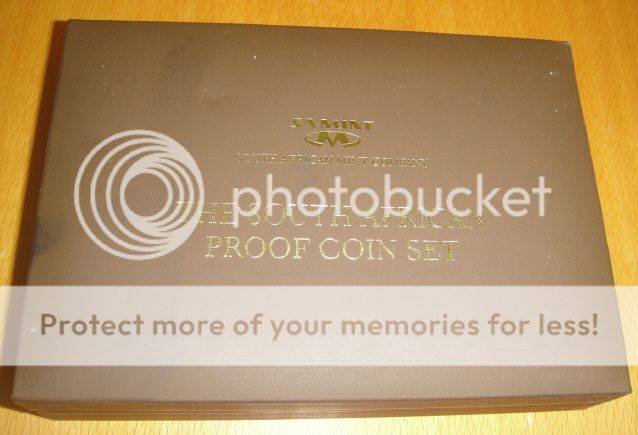 SA MINT
SOUTH AFRICAN MINT COMPANY
photobucket
THE SOUTH AFRICAN
PROOF COIN SET
Protect more of your memories for less!